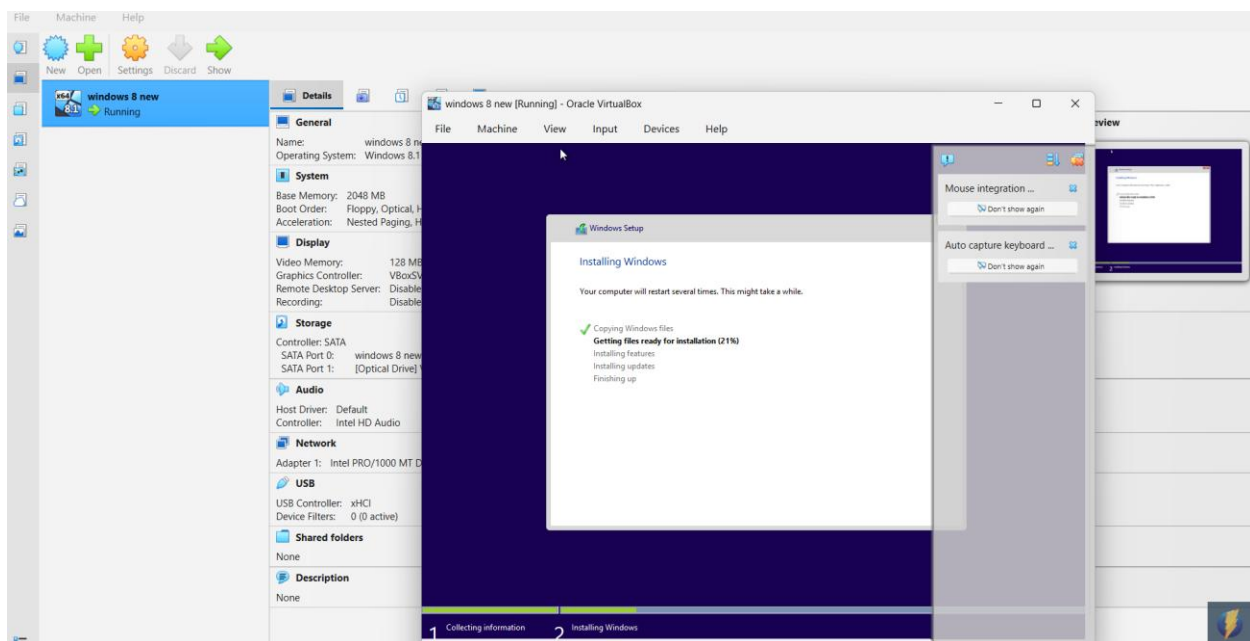 File Machine Help
New Open Settings Discard Show
x64
8.1
windows 8 new
Running
Details
General
Name: windows 8 n
Operating System: Windows 8.1
System
Base Memory: 2048 MB
Boot Order: Floppy, Optical, H
Acceleration: Nested Paging, H
Display
Video Memory: 128 MB
Graphics Controller: VBoxSV
Remote Desktop Server: Disable
Recording: Disable
Storage
Controller: SATA
SATA Port 0: windows 8 new
SATA Port 1: [Optical Drive]
Audio
Host Driver: Default
Controller: Intel HD Audio
Network
Adapter 1: Intel PRO/1000 MT D
USB
USB Controller: xHCI
Device Filters: 0 (0 active)
Shared folders
None
Description
None
windows 8 new [Running] - Oracle VirtualBox
File Machine View Input Devices Help
Windows Setup
Installing Windows
Your computer will restart several times. This might take a while.
Copying Windows files
Getting files ready for installation (21%)
Installing features
Installing updates
Finishing up
1 Collecting information 2 Installing Windows
Mouse integration ...
Don't show again
Auto capture keyboard ...
Don't show again
eview